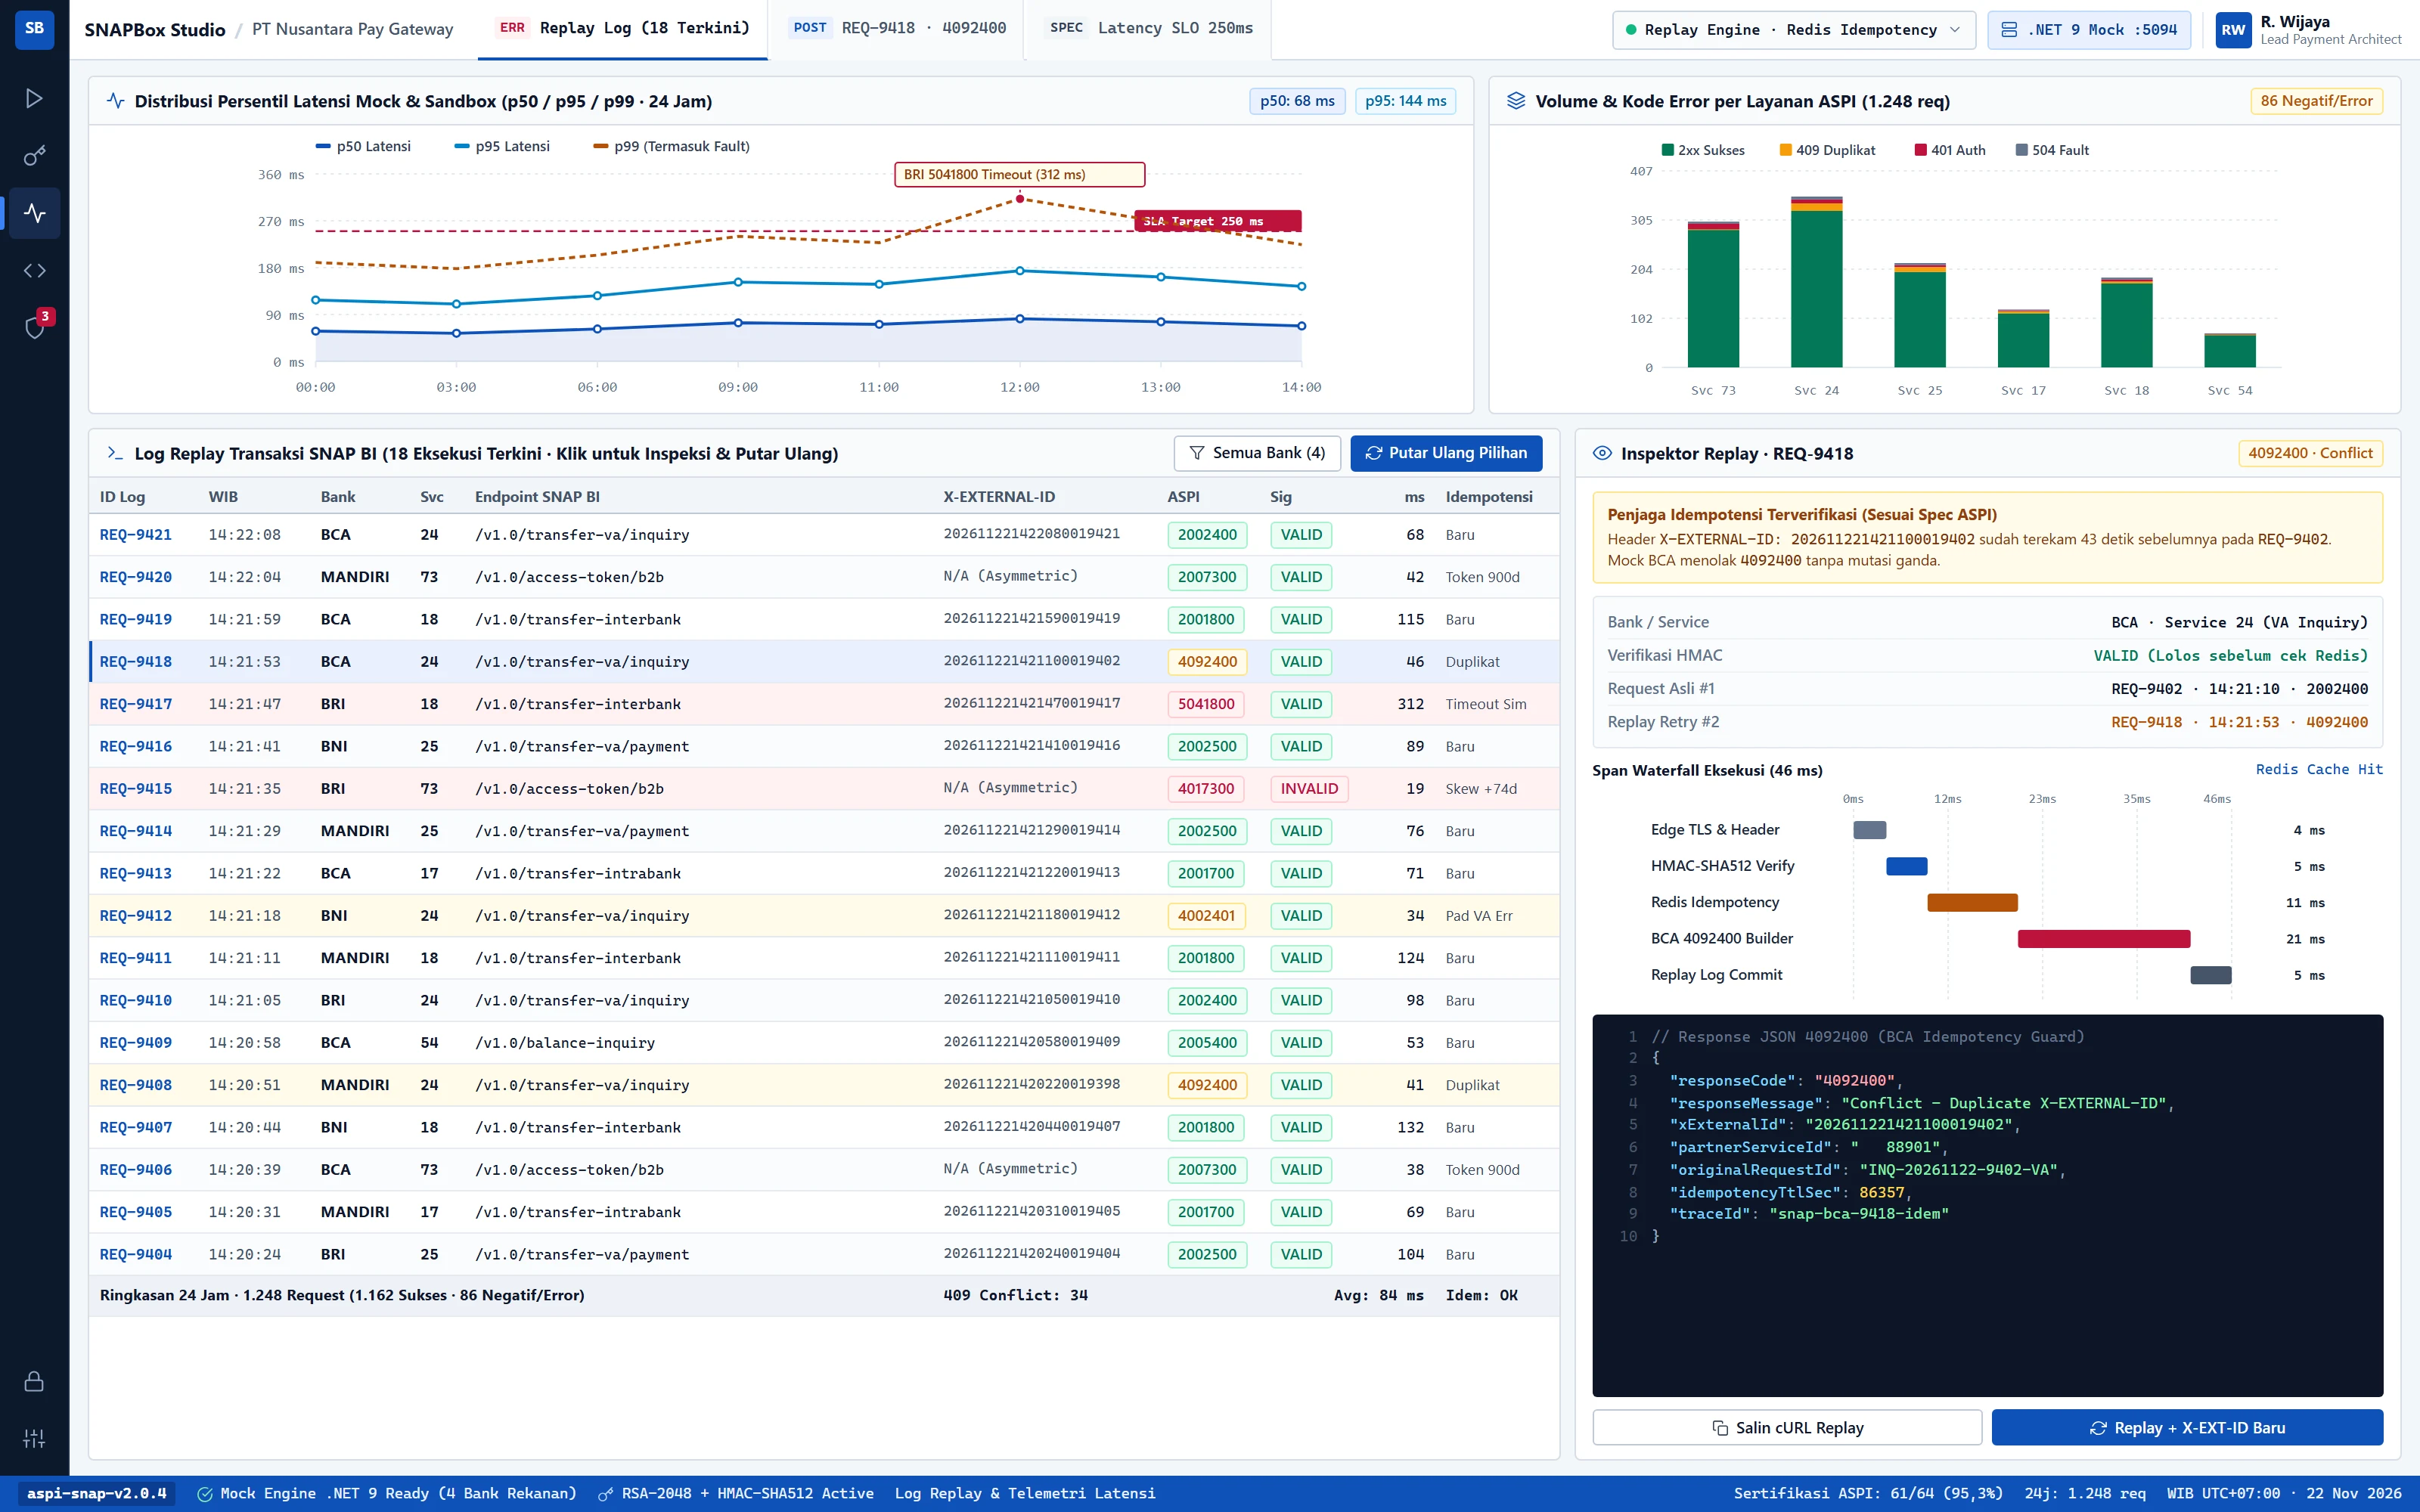 SB
SNAPBox Studio / PT Nusantara Pay Gateway
ERR Replay Log (18 Terkini)
POST REQ-9418 · 4092400
SPEC Latency SLO 250ms
Replay Engine · Redis Idempotency
.NET 9 Mock :5094
RW
R. Wijaya
Lead Payment Architect
3
Distribusi Persentil Latensi Mock & Sandbox (p50 / p95 / p99 · 24 Jam)
p50: 68 ms
p95: 144 ms
p50 Latensi
p95 Latensi
p99 (Termasuk Fault)
BRI 5041800 Timeout (312 ms)
SLA Target 250 ms
360 ms
270 ms
180 ms
90 ms
0 ms
00:00 03:00 06:00 09:00 11:00 12:00 13:00 14:00
Volume & Kode Error per Layanan ASPI (1.248 req)
86 Negatif/Error
2xx Sukses
409 Duplikat
401 Auth
504 Fault
407
305
204
102
0
Svc 73 Svc 24 Svc 25 Svc 17 Svc 18 Svc 54
Log Replay Transaksi SNAP BI (18 Eksekusi Terkini · Klik untuk Inspeksi & Putar Ulang)
Semua Bank (4)
Putar Ulang Pilihan
ID Log WIB Bank Svc Endpoint SNAP BI X-EXTERNAL-ID ASPI Sig ms Idempotensi
REQ-9421 14:22:08 BCA 24 /v1.0/transfer-va/inquiry 202611221422080019421 2002400 VALID 68 Baru
REQ-9420 14:22:04 MANDIRI 73 /v1.0/access-token/b2b N/A (Asymmetric) 2007300 VALID 42 Token 900d
REQ-9419 14:21:59 BCA 18 /v1.0/transfer-interbank 202611221421590019419 2001800 VALID 115 Baru
REQ-9418 14:21:53 BCA 24 /v1.0/transfer-va/inquiry 202611221421100019402 4092400 VALID 46 Duplikat
REQ-9417 14:21:47 BRI 18 /v1.0/transfer-interbank 202611221421470019417 5041800 VALID 312 Timeout Sim
REQ-9416 14:21:41 BNI 25 /v1.0/transfer-va/payment 202611221421410019416 2002500 VALID 89 Baru
REQ-9415 14:21:35 BRI 73 /v1.0/access-token/b2b N/A (Asymmetric) 4017300 INVALID 19 Skew +74d
REQ-9414 14:21:29 MANDIRI 25 /v1.0/transfer-va/payment 202611221421290019414 2002500 VALID 76 Baru
REQ-9413 14:21:22 BCA 17 /v1.0/transfer-intrabank 202611221421220019413 2001700 VALID 71 Baru
REQ-9412 14:21:18 BNI 24 /v1.0/transfer-va/inquiry 202611221421180019412 4002401 VALID 34 Pad VA Err
REQ-9411 14:21:11 MANDIRI 18 /v1.0/transfer-interbank 202611221421110019411 2001800 VALID 124 Baru
REQ-9410 14:21:05 BRI 24 /v1.0/transfer-va/inquiry 202611221421050019410 2002400 VALID 98 Baru
REQ-9409 14:20:58 BCA 54 /v1.0/balance-inquiry 202611221420580019409 2005400 VALID 53 Baru
REQ-9408 14:20:51 MANDIRI 24 /v1.0/transfer-va/inquiry 202611221420220019398 4092400 VALID 41 Duplikat
REQ-9407 14:20:44 BNI 18 /v1.0/transfer-interbank 202611221420440019407 2001800 VALID 132 Baru
REQ-9406 14:20:39 BCA 73 /v1.0/access-token/b2b N/A (Asymmetric) 2007300 VALID 38 Token 900d
REQ-9405 14:20:31 MANDIRI 17 /v1.0/transfer-intrabank 202611221420310019405 2001700 VALID 69 Baru
REQ-9404 14:20:24 BRI 25 /v1.0/transfer-va/payment 202611221420240019404 2002500 VALID 104 Baru
Ringkasan 24 Jam · 1.248 Request (1.162 Sukses · 86 Negatif/Error) 409 Conflict: 34 Avg: 84 ms Idem: OK
Inspektor Replay · REQ-9418
4092400 · Conflict
Penjaga Idempotensi Terverifikasi (Sesuai Spec ASPI)
Header X-EXTERNAL-ID: 202611221421100019402 sudah terekam 43 detik sebelumnya pada REQ-9402.
Mock BCA menolak 4092400 tanpa mutasi ganda.
Bank / Service BCA · Service 24 (VA Inquiry)
Verifikasi HMAC VALID (Lolos sebelum cek Redis)
Request Asli #1 REQ-9402 · 14:21:10 · 2002400
Replay Retry #2 REQ-9418 · 14:21:53 · 4092400
Span Waterfall Eksekusi (46 ms)
Redis Cache Hit
0ms 12ms 23ms 35ms 46ms
Edge TLS & Header 4 ms
HMAC-SHA512 Verify 5 ms
Redis Idempotency 11 ms
BCA 4092400 Builder 21 ms
Replay Log Commit 5 ms
1 // Response JSON 4092400 (BCA Idempotency Guard)
2 {
3 "responseCode": "4092400",
4 "responseMessage": "Conflict - Duplicate X-EXTERNAL-ID",
5 "xExternalId": "202611221421100019402",
6 "partnerServiceId": "   88901",
7 "originalRequestId": "INQ-20261122-9402-VA",
8 "idempotencyTtlSec": 86357,
9 "traceId": "snap-bca-9418-idem"
10 }
Salin cURL Replay
Replay + X-EXT-ID Baru
aspi-snap-v2.0.4
Mock Engine .NET 9 Ready (4 Bank Rekanan)
RSA-2048 + HMAC-SHA512 Active
Log Replay & Telemetri Latensi
Sertifikasi ASPI: 61/64 (95,3%)
24j: 1.248 req
WIB UTC+07:00 · 22 Nov 2026